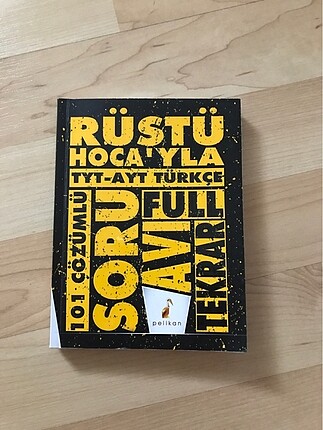 RÜŞTÜ
HOCA'YLA
TYT-AYT TÜRKÇE
101 ÇÖZÜMLÜ
SORU
AVI
FULL
TEKRAR
pelikan